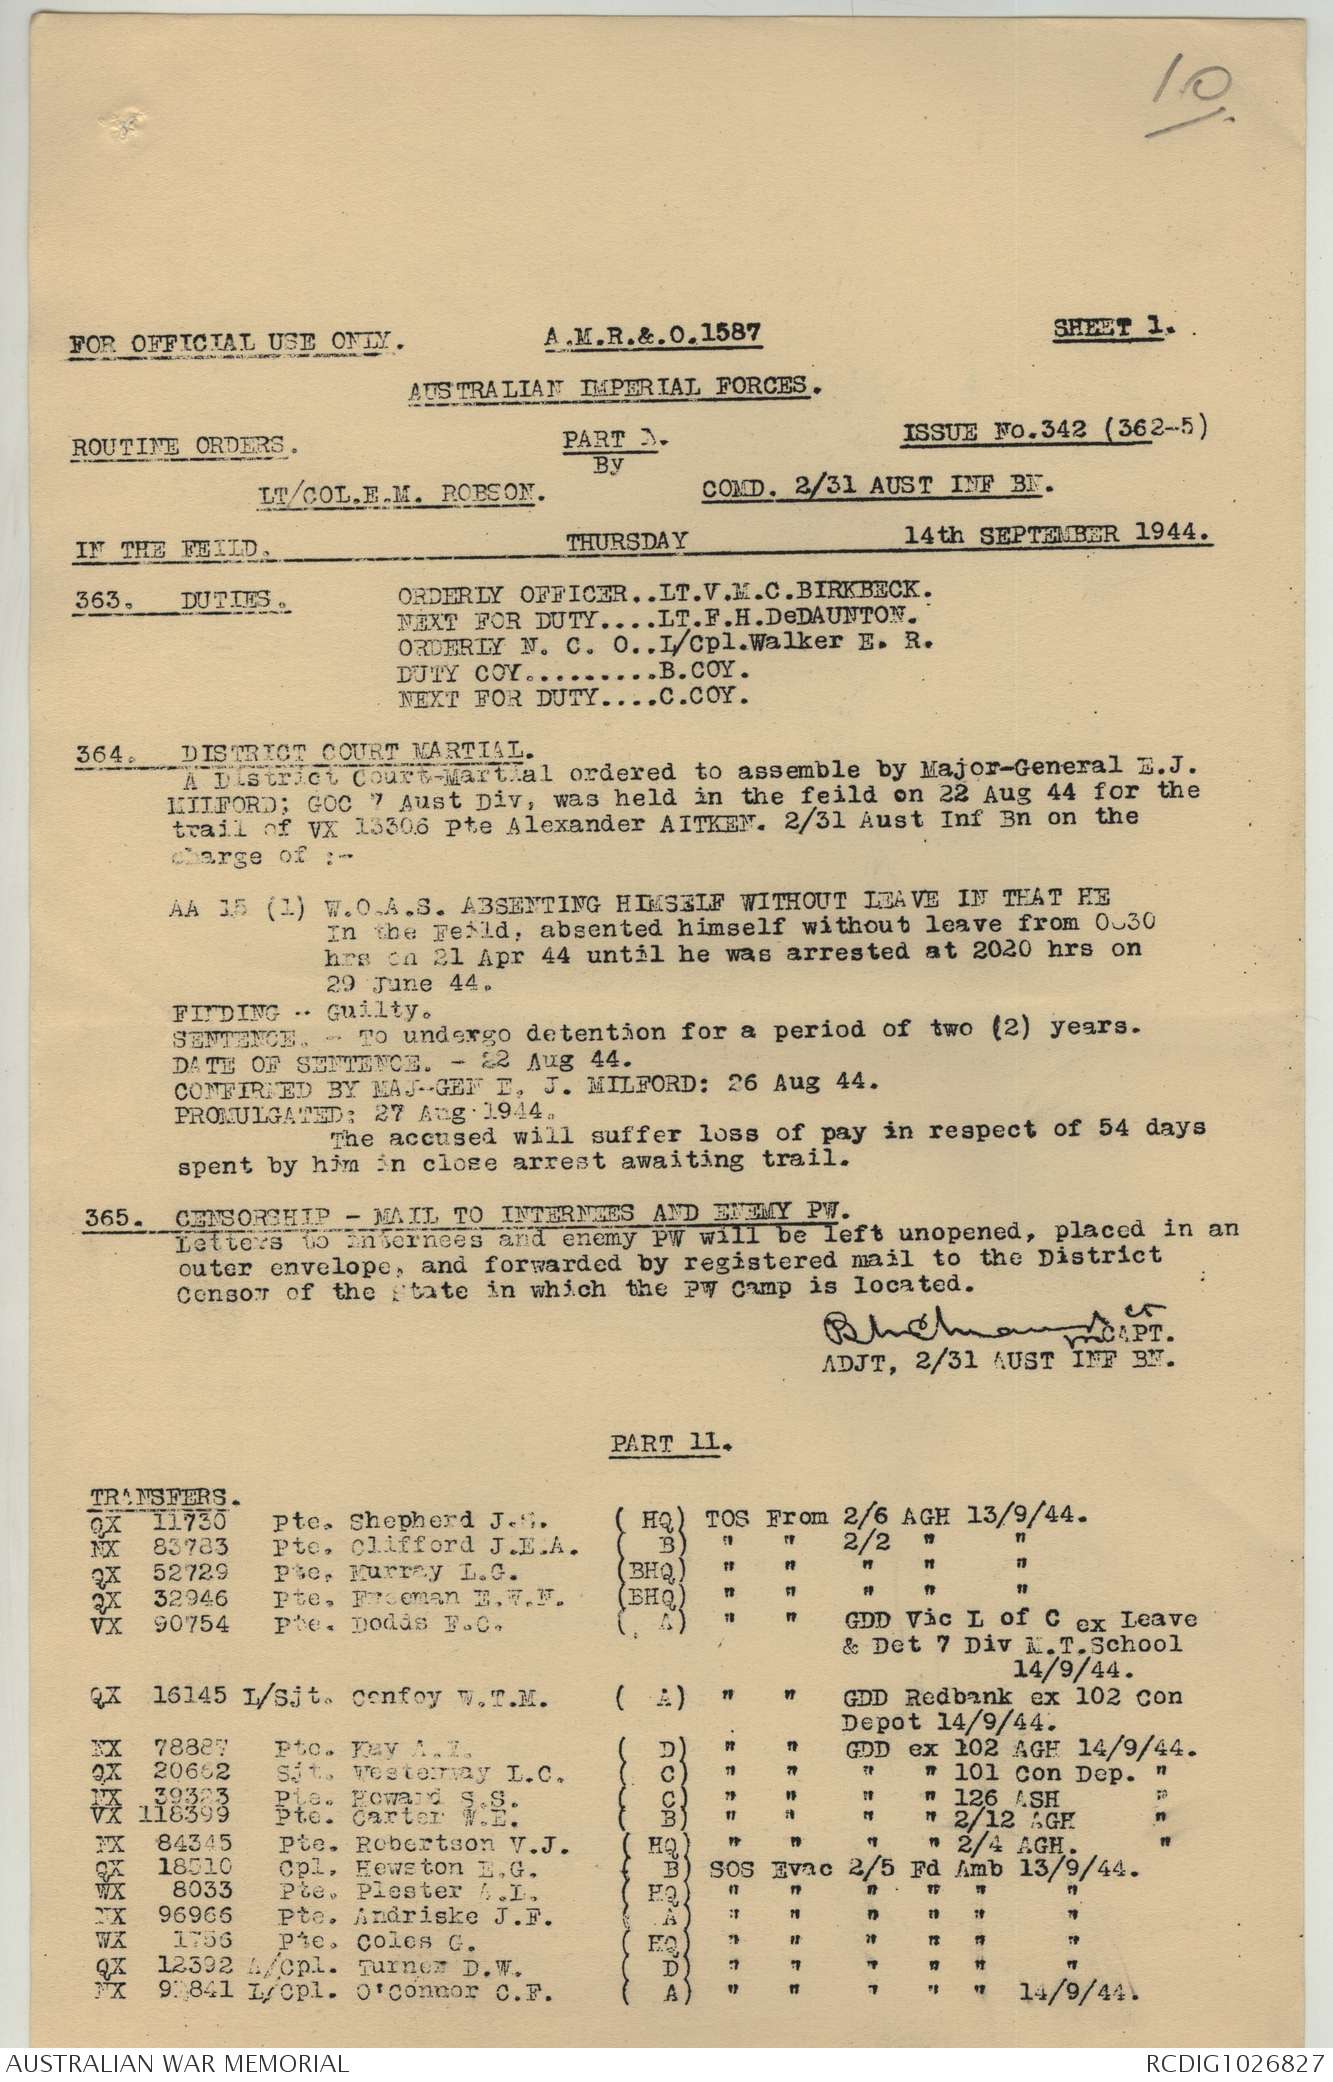 10
FOR OFFICIAL USE ONLY. A.M.R.&.O.1587 SHEET 1.
AUSTRALIAN IMPERIAL FORCES.
ROUTINE ORDERS. PART 1. ISSUE No.342 (362-5)
By
LT/COL.E.M. ROBSON. COMD. 2/31 AUST INF BN.
IN THE FEILD. THURSDAY 14th SEPTEMBER 1944.
363. DUTIES. ORDERLY OFFICER..LT.V.M.C.BIRKBECK.
NEXT FOR DUTY....LT.F.H.DeDAUNTON.
ORDERLY N. C. O..L/Cpl.Walker E. R.
DUTY COY.........B.COY.
NEXT FOR DUTY....C.COY.
364. DISTRICT COURT MARTIAL.
A District Court-Martial ordered to assemble by Major-General E.J.
MILFORD; GOC 7 Aust Div, was held in the feild on 22 Aug 44 for the
trail of VX 13306 Pte Alexander AITKEN. 2/31 Aust Inf Bn on the
charge of :-
AA 15 (1) W.O.A.S. ABSENTING HIMSELF WITHOUT LEAVE IN THAT HE
In the Feild, absented himself without leave from 0630
hrs on 21 Apr 44 until he was arrested at 2020 hrs on
29 June 44.
FINDING -- Guilty.
SENTENCE. - To undergo detention for a period of two (2) years.
DATE OF SENTENCE. - 22 Aug 44.
CONFIRMED BY MAJ-GEN E. J. MILFORD: 26 Aug 44.
PROMULGATED: 27 Aug 1944.
The accused will suffer loss of pay in respect of 54 days
spent by him in close arrest awaiting trail.
365. CENSORSHIP - MAIL TO INTERNEES AND ENEMY PW.
Letters to internees and enemy PW will be left unopened, placed in an
outer envelope, and forwarded by registered mail to the District
Censor of the State in which the PW Camp is located.
CAPT.
ADJT, 2/31 AUST INF BN.
PART 11.
TRANSFERS.
QX 11730 Pte. Shepherd J.S. ( HQ) TOS From 2/6 AGH 13/9/44.
NX 83783 Pte. Clifford J.E.A. ( B) " " 2/2 " "
QX 52729 Pte, Murray L.G. (BHQ) " " " " "
QX 32946 Pte. Freeman E.W.N. (BHQ) " " " " "
VX 90754 Pte. Dodds F.C. ( A) " " GDD Vic L of C ex Leave
& Det 7 Div M.T.School
14/9/44.
QX 16145 L/Sjt. Confoy W.T.M. ( A) " " GDD Redbank ex 102 Con
Depot 14/9/44.
NX 78887 Pte. May A. ( D) " " GDD ex 102 AGH 14/9/44.
QX 20662 Sjt. Westerway L.C. ( C) " " " " 101 Con Dep. "
NX 39323 Pte. Howard S.S. ( C) " " " " 126 ASH "
VX 118399 Pte. Carter W.E. ( B) " " " " 2/12 AGH "
NX 84345 Pte. Robertson V.J. ( HQ) " " " " 2/4 AGH. "
QX 18510 Cpl, Hewston E.G. ( B) SOS Evac 2/5 Fd Amb 13/9/44.
WX 8033 Pte. Plester A.L. ( HQ) " " " " " "
NX 96966 Pte. Andriske J.F. ( A) " " " " " "
WX 1756 Pte. Coles G. ( HQ) " " " " " "
QX 12392 A/Cpl. Turner D.W. ( D) " " " " " "
NX L/Cpl. O'Connor C.F. ( A) " " " " " 14/9/44.
AUSTRALIAN WAR MEMORIAL RCDIG1026827